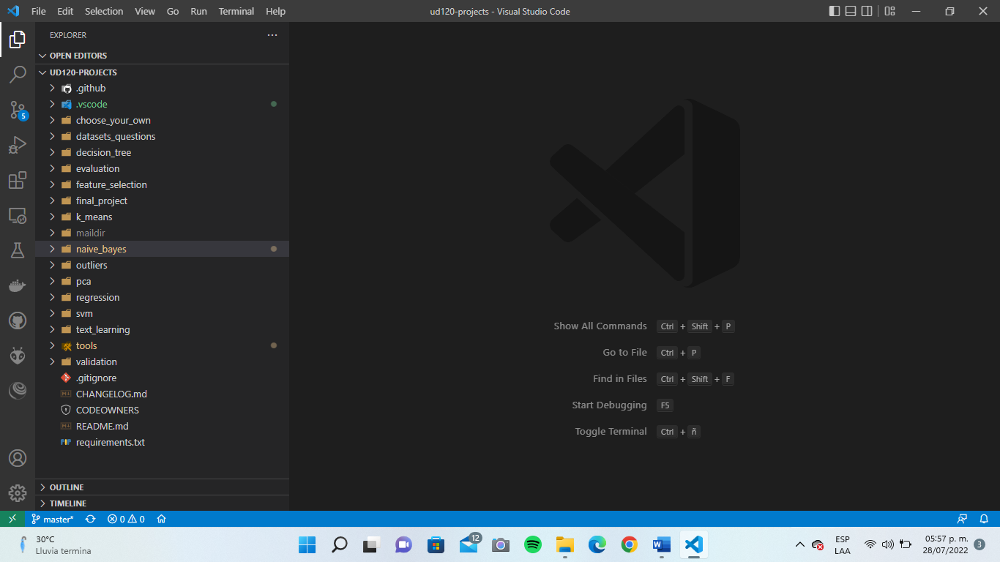 File Edit Selection View Go Run Terminal Help
ud120-projects - Visual Studio Code
EXPLORER
OPEN EDITORS
UD120-PROJECTS
.github
.vscode
choose_your_own
datasets_questions
decision_tree
evaluation
feature_selection
final_project
k_means
maildir
naive_bayes
outliers
pca
regression
svm
text_learning
tools
validation
.gitignore
CHANGELOG.md
CODEOWNERS
README.md
requirements.txt
OUTLINE
TIMELINE
5
Show All Commands Ctrl + Shift + P
Go to File Ctrl + P
Find in Files Ctrl + Shift + F
Start Debugging F5
Toggle Terminal Ctrl + ñ
master* 0 0
30°C
Lluvia termina
12
ESP
LAA
05:57 p. m.
28/07/2022
3